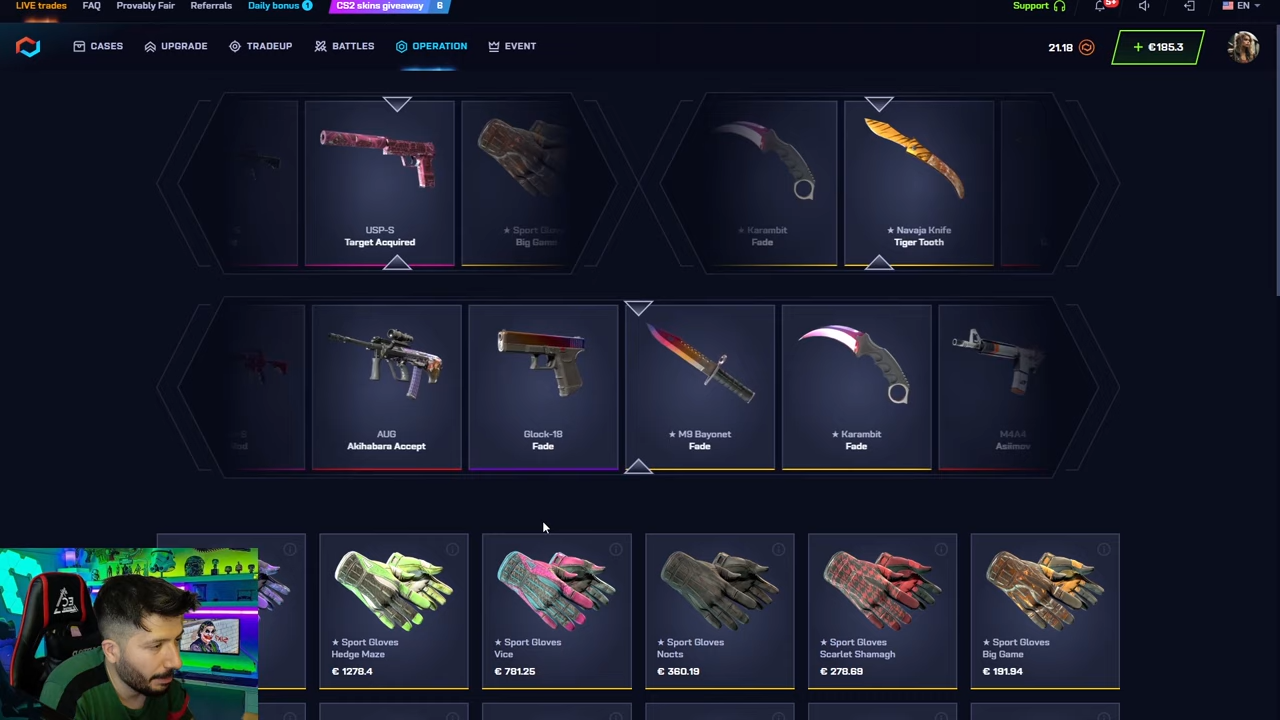 LIVE trades
FAQ
Provably Fair
Referrals
Daily bonus 1
CS2 skins giveaway 6
Support
5+
EN
CASES
UPGRADE
TRADEUP
BATTLES
OPERATION
EVENT
21.18
+ €185.3
USP-S
Target Acquired
★ Sport Glo
Big Game
★ Karambit
Fade
★ Navaja Knife
Tiger Tooth
AUG
Akihabara Accept
Glock-18
Fade
★ M9 Bayonet
Fade
★ Karambit
Fade
M4A4
Asiimov
★ Sport Gloves
Hedge Maze
€ 1278.4
★ Sport Gloves
Vice
€ 781.25
★ Sport Gloves
Nocts
€ 360.19
★ Sport Gloves
Scarlet Shamagh
€ 278.69
★ Sport Gloves
Big Game
€ 191.94